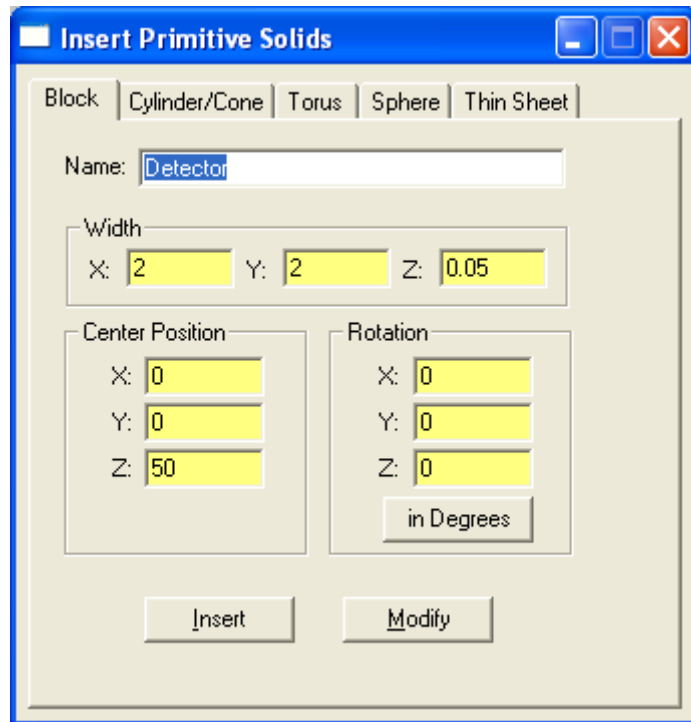 Insert Primitive Solids
Block Cylinder/Cone Torus Sphere Thin Sheet
Name: Detector
Width
X: 2 Y: 2 Z: 0.05
Center Position Rotation
X: 0 X: 0
Y: 0 Y: 0
Z: 50 Z: 0
in Degrees
Insert Modify